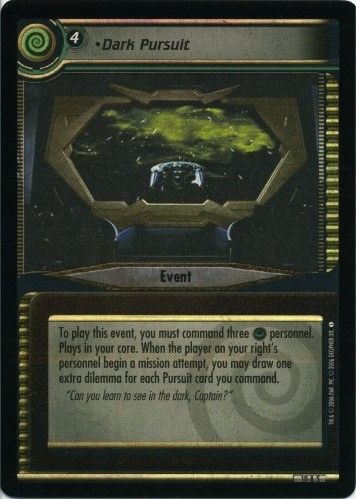 4
•Dark Pursuit
Event
To play this event, you must command three personnel.
Plays in your core. When the player on your right's
personnel begin a mission attempt, you may draw one
extra dilemma for each Pursuit card you command.
"Can you learn to see in the dark, Captain?"